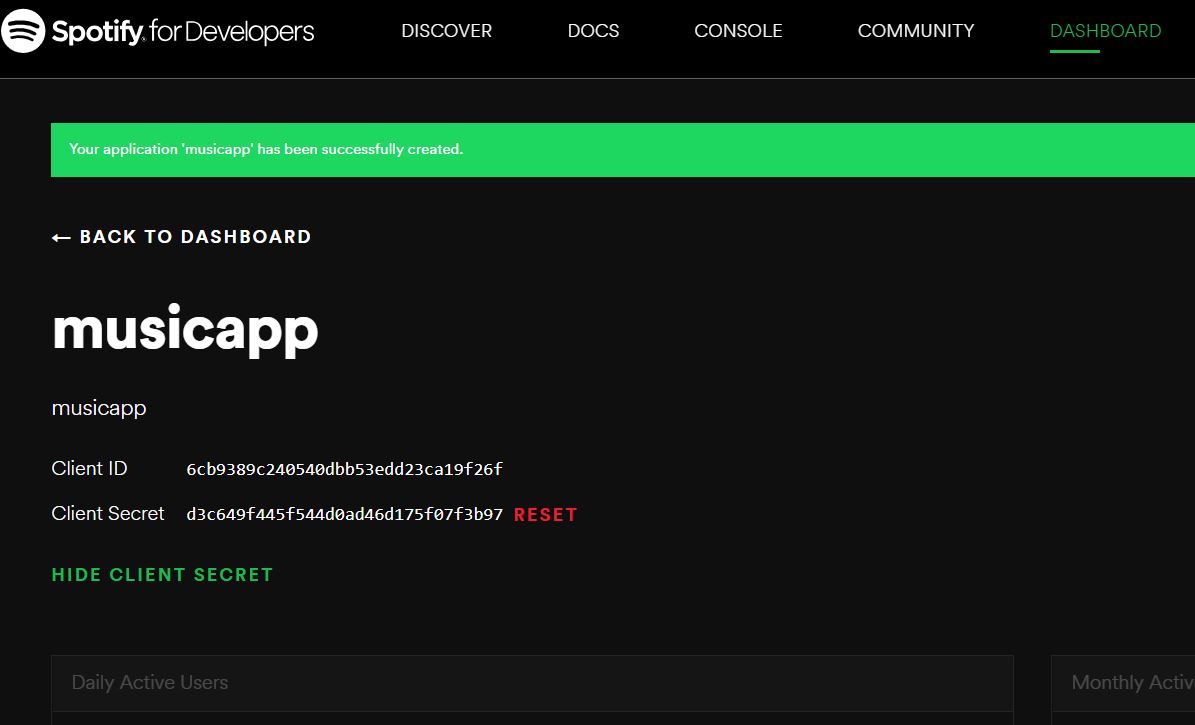 Spotify for Developers DISCOVER DOCS CONSOLE COMMUNITY DASHBOARD
Your application 'musicapp' has been successfully created.
← BACK TO DASHBOARD
musicapp
musicapp
Client ID 6cb9389c240540dbb53edd23ca19f26f
Client Secret d3c649f445f544d0ad46d175f07f3b97 RESET
HIDE CLIENT SECRET
Daily Active Users Monthly Activ